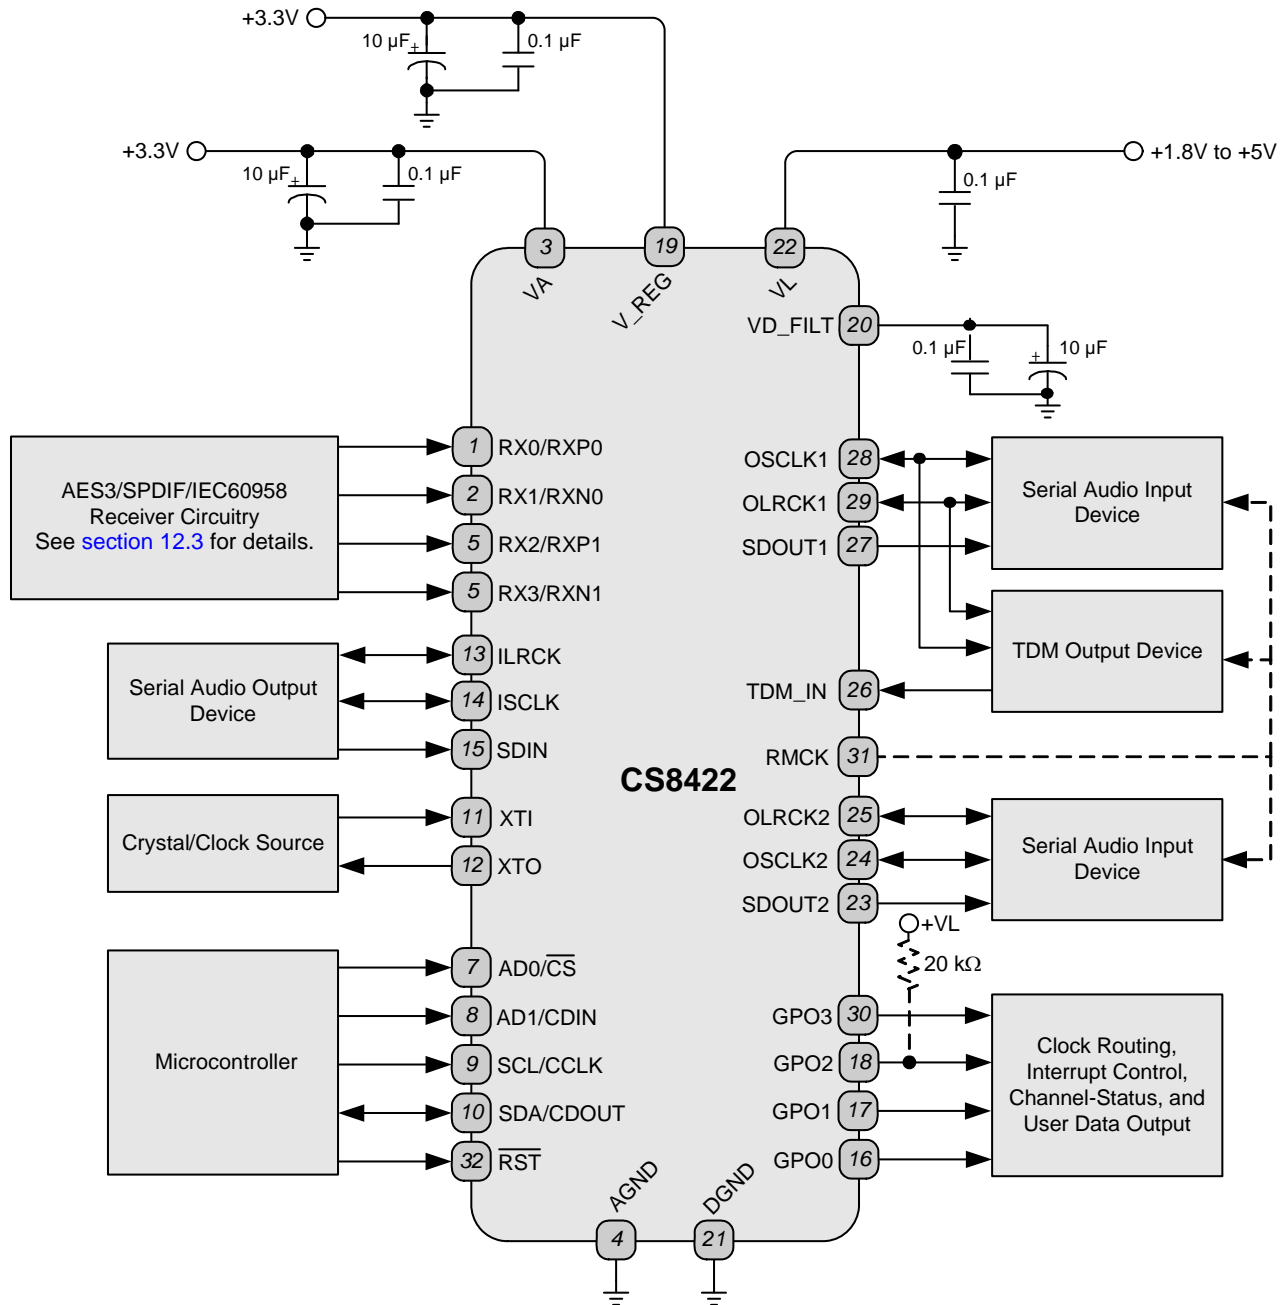 +3.3V
10 µF
+
0.1 µF
+3.3V
10 µF
+
0.1 µF
+1.8V to +5V
0.1 µF
3
19
22
VA
V_REG
VL
VD_FILT
20
0.1 µF
+
10 µF
AES3/SPDIF/IEC60958
Receiver Circuitry
See section 12.3 for details.
1
RX0/RXP0
2
RX1/RXN0
5
RX2/RXP1
5
RX3/RXN1
OSCLK1
28
OLRCK1
29
SDOUT1
27
Serial Audio Input
Device
Serial Audio Output
Device
13
ILRCK
14
ISCLK
15
SDIN
TDM_IN
26
TDM Output Device
RMCK
31
CS8422
Crystal/Clock Source
11
XTI
12
XTO
OLRCK2
25
OSCLK2
24
SDOUT2
23
Serial Audio Input
Device
+VL
20 kΩ
Microcontroller
7
AD0/CS
8
AD1/CDIN
9
SCL/CCLK
10
SDA/CDOUT
32
RST
GPO3
30
GPO2
18
GPO1
17
GPO0
16
Clock Routing,
Interrupt Control,
Channel-Status, and
User Data Output
AGND
DGND
4
21